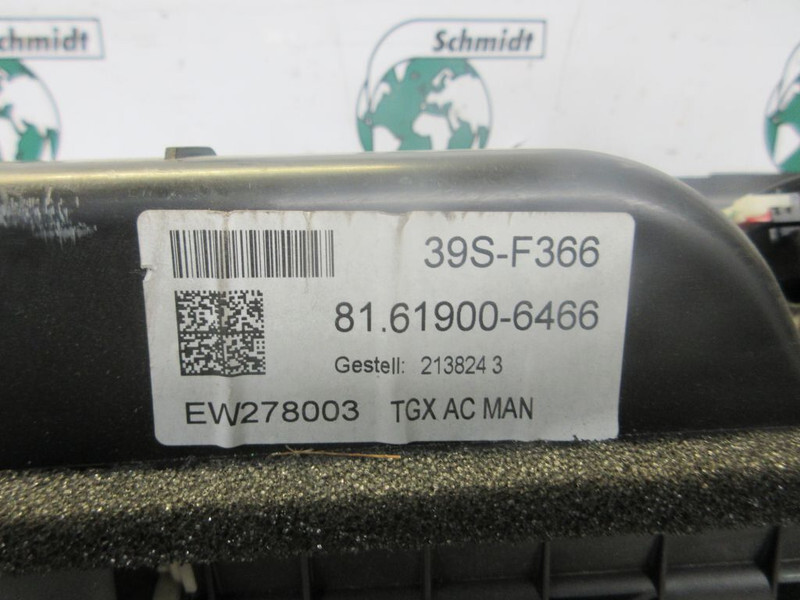 Schmidt
Schmidt
39S-F366
81.61900-6466
Gestell: 213824 3
EW278003 TGX AC MAN